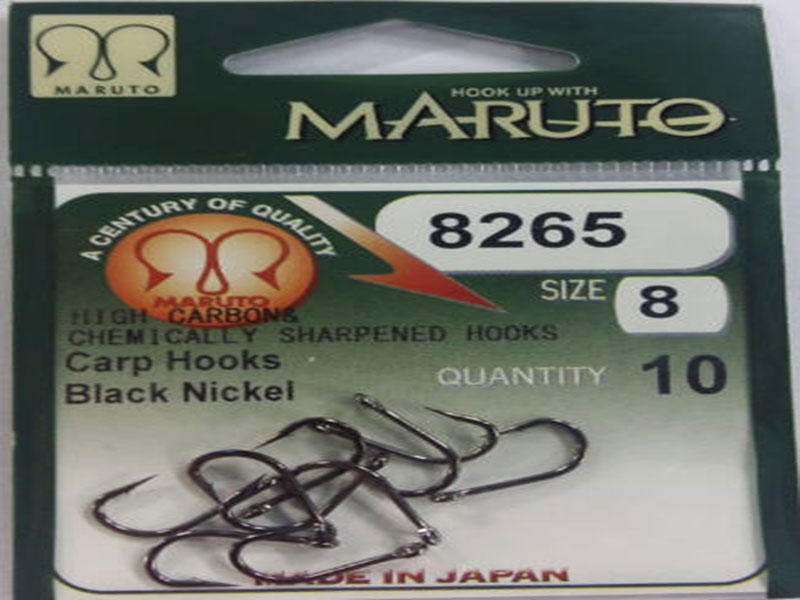 MARUTO
HOOK UP WITH
MARUTO
A CENTURY OF QUALITY
MARUTO
8265
SIZE 8
HIGH CARBON&
CHEMICALLY SHARPENED HOOKS
Carp Hooks
Black Nickel
QUANTITY 10
MADE IN JAPAN